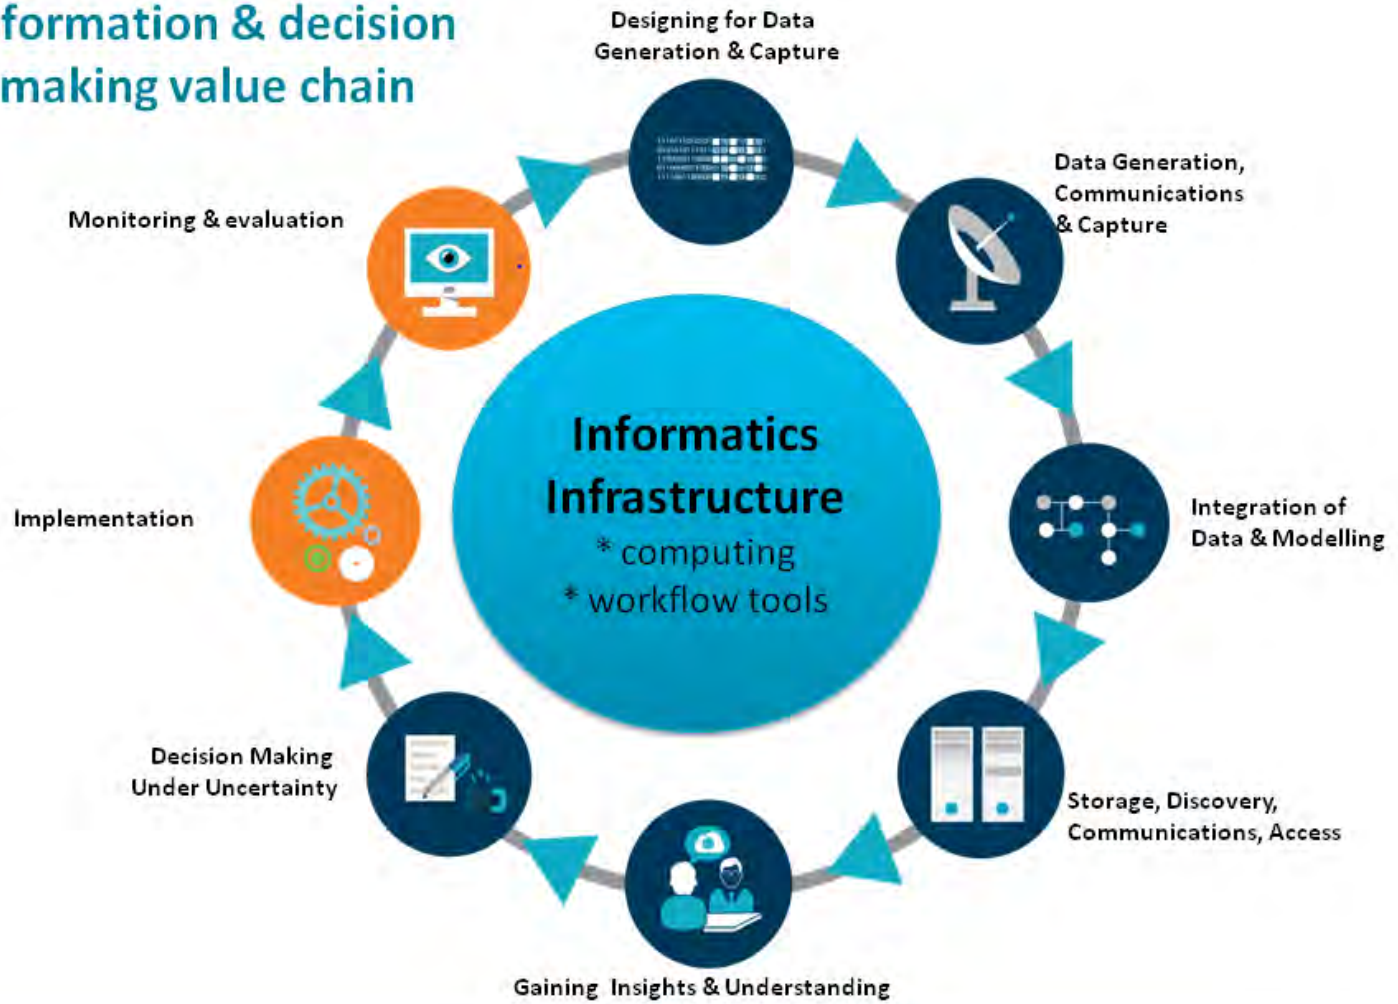 formation & decision
making value chain
Designing for Data
Generation & Capture
Data Generation,
Communications
& Capture
Integration of
Data & Modelling
Storage, Discovery,
Communications, Access
Gaining Insights & Understanding
Decision Making
Under Uncertainty
Implementation
Monitoring & evaluation
Informatics
Infrastructure
* computing
* workflow tools